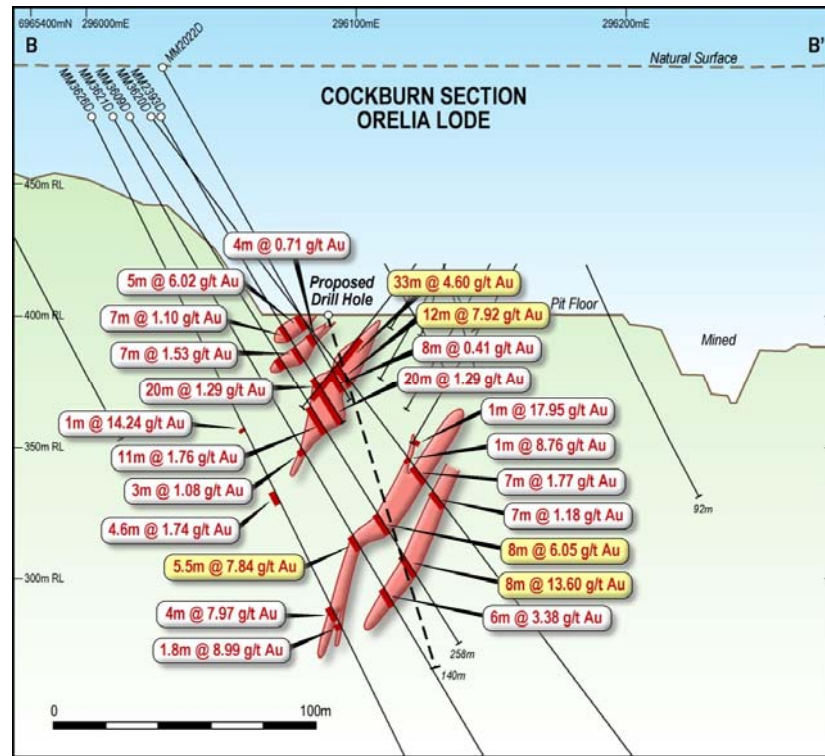 6965400mN
296000mE
296100mE
296200mE
B
B'
MM2022D
Natural Surface
MM3626D
MM3621D
MM3609D
MM3620D
MM2393D
COCKBURN SECTION
ORELIA LODE
450m RL
4m @ 0.71 g/t Au
5m @ 6.02 g/t Au
Proposed
Drill Hole
33m @ 4.60 g/t Au
400m RL
7m @ 1.10 g/t Au
12m @ 7.92 g/t Au
Pit Floor
Mined
7m @ 1.53 g/t Au
8m @ 0.41 g/t Au
20m @ 1.29 g/t Au
20m @ 1.29 g/t Au
1m @ 14.24 g/t Au
1m @ 17.95 g/t Au
350m RL
11m @ 1.76 g/t Au
1m @ 8.76 g/t Au
3m @ 1.08 g/t Au
7m @ 1.77 g/t Au
92m
4.6m @ 1.74 g/t Au
7m @ 1.18 g/t Au
5.5m @ 7.84 g/t Au
8m @ 6.05 g/t Au
300m RL
8m @ 13.60 g/t Au
4m @ 7.97 g/t Au
6m @ 3.38 g/t Au
1.8m @ 8.99 g/t Au
258m
140m
0
100m